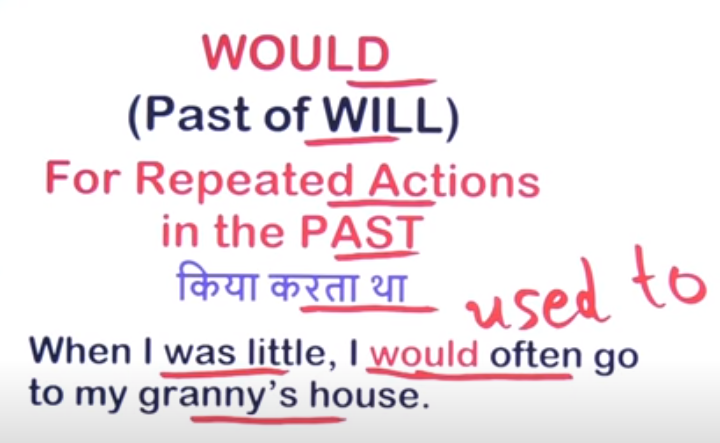 WOULD
(Past of WILL)
For Repeated Actions
in the PAST
किया करता था
used to
When I was little, I would often go
to my granny's house.